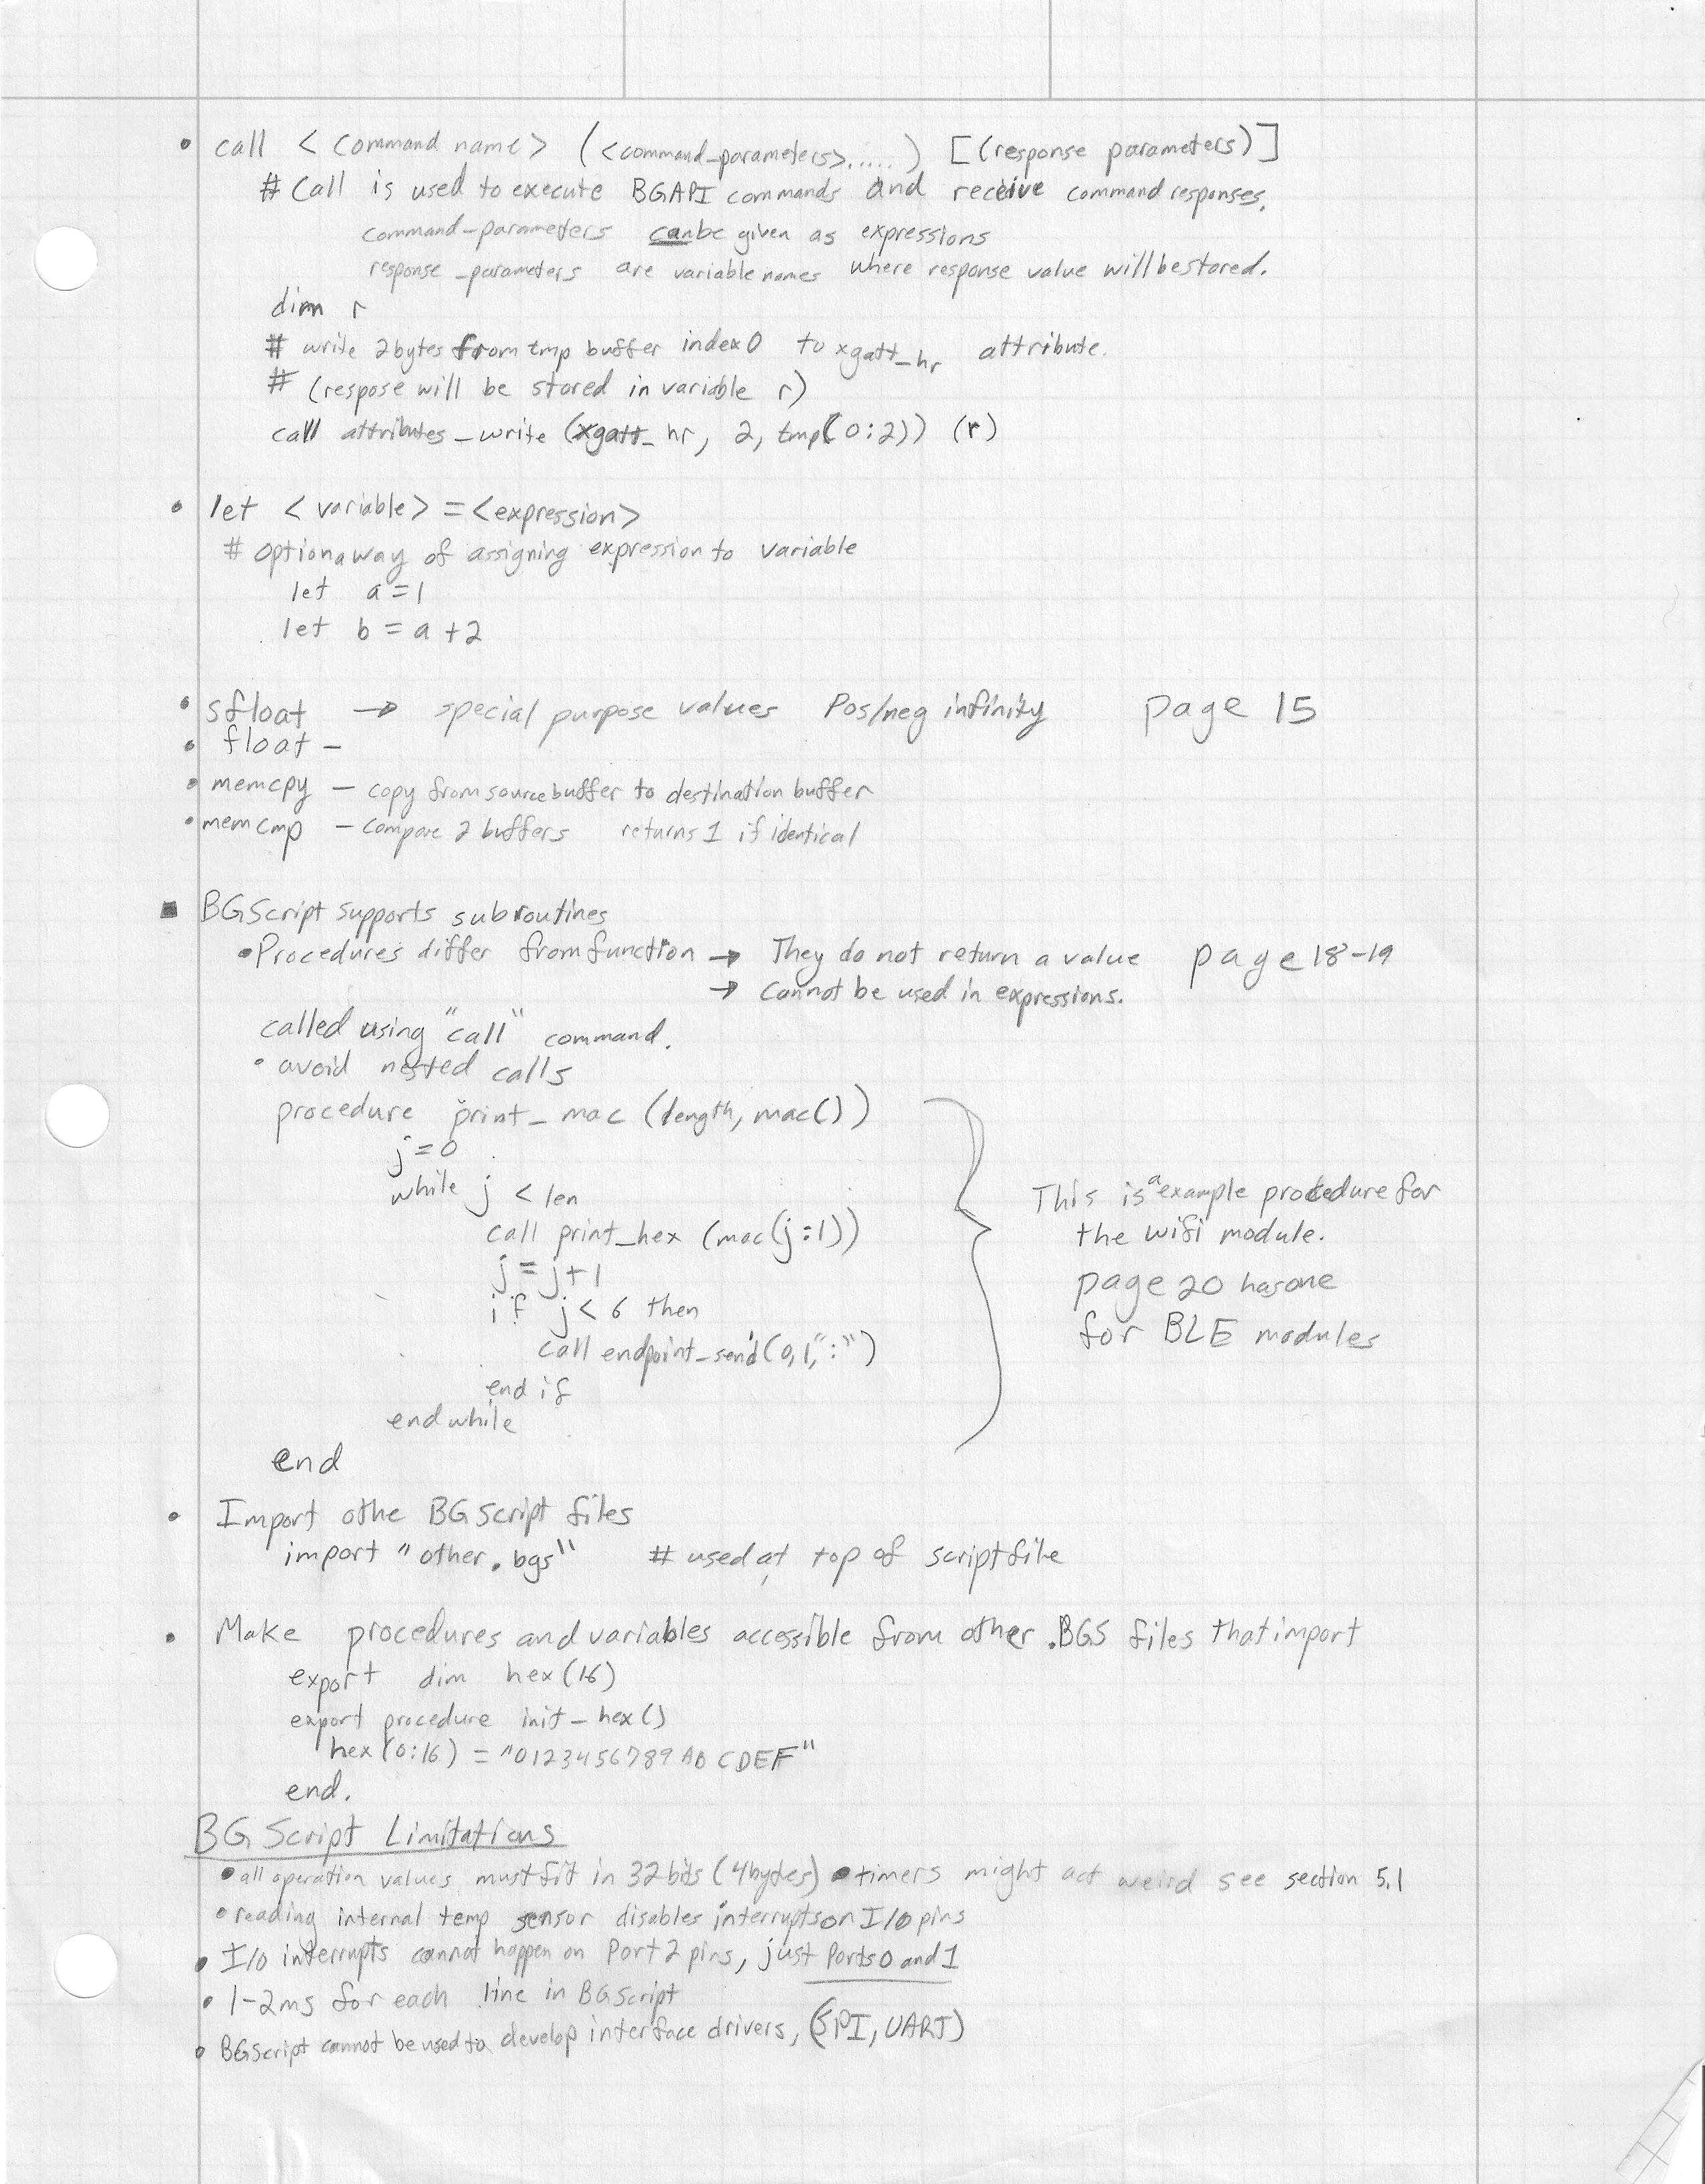 • call <command name> (<command_parameters>.....) [(response parameters)]
# Call is used to execute BGAPI commands and receive command responses.
command_parameters can be given as expressions
response_parameters are variable names where response value will be stored.
dim r
# write 2 bytes from tmp buffer index 0 to xgatt_hr attribute.
# (respose will be stored in variable r)
call attributes_write (xgatt_hr, 2, tmp(0:2)) (r)
• let <variable> = <expression>
# optiona way of assigning expression to variable
let a = 1
let b = a + 2
• sfloat → special purpose values Pos/neg infinity page 15
• float -
• memcpy - copy from source buffer to destination buffer
• memcmp - compare 2 buffers returns 1 if identical
■ BGScript supports subroutines
• Procedures differ from function → They do not return a value page 18-19
→ Cannot be used in expressions.
called using "call" command.
• avoid nested calls
procedure print_mac (length, mac())
j = 0
while j < len
call print_hex (mac(j:1))
j = j + 1
if j < 6 then
call endpoint_send(0,1,":")
end if
end while
end
This is a example procedure for
the wifi module.
page 20 has one
for BLE modules
• Import othe BGScript files
import "other.bgs" # used at top of script file
• Make procedures and variables accessible from other .BGS files that import
export dim hex(16)
export procedure init_hex()
hex(0:16) = "0123456789ABCDEF"
end.
BGScript Limitations
• all operation values must fit in 32 bits (4 bytes) • timers might act weird see section 5.1
• reading internal temp sensor disables interrupts on I/O pins
• I/O interrupts cannot happen on Port 2 pins, just Ports 0 and 1
• 1-2ms for each line in BGScript
• BGScript cannot be used to develop interface drivers, (SPI, UART)